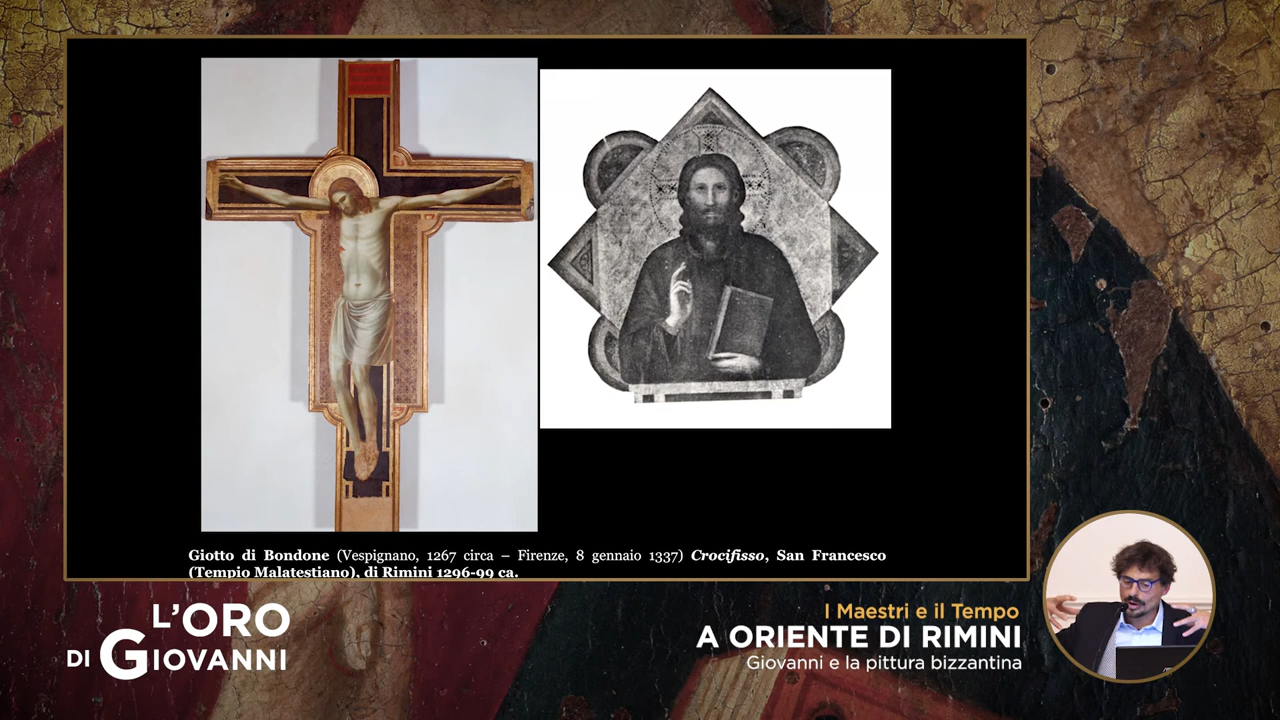 Giotto di Bondone (Vespignano, 1267 circa – Firenze, 8 gennaio 1337) Crocifisso, San Francesco
(Tempio Malatestiano), di Rimini 1296-99 ca.
L'ORO
DI GIOVANNI
I Maestri e il Tempo
A ORIENTE DI RIMINI
Giovanni e la pittura bizzantina